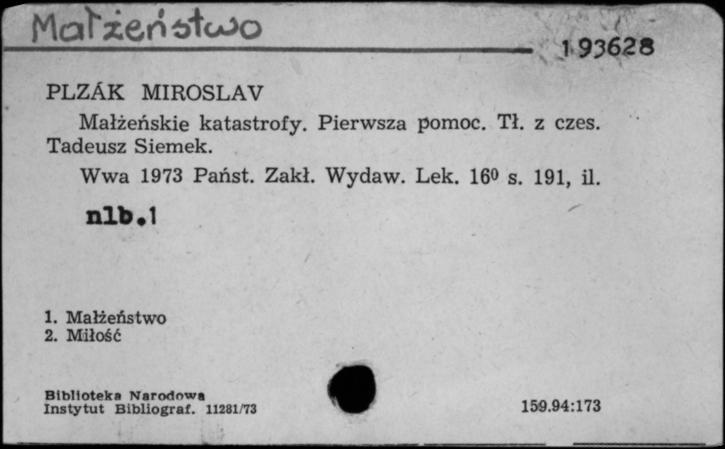 Małżeństwo
193628
PLZÁK MIROSLAV
Małżeńskie katastrofy. Pierwsza pomoc. Tł. z czes.
Tadeusz Siemek.
Wwa 1973 Państ. Zakł. Wydaw. Lek. 16⁰ s. 191, il.
nlb.1
1. Małżeństwo
2. Miłość
Biblioteka Narodowa
Instytut Bibliograf. 11281/73
159.94:173